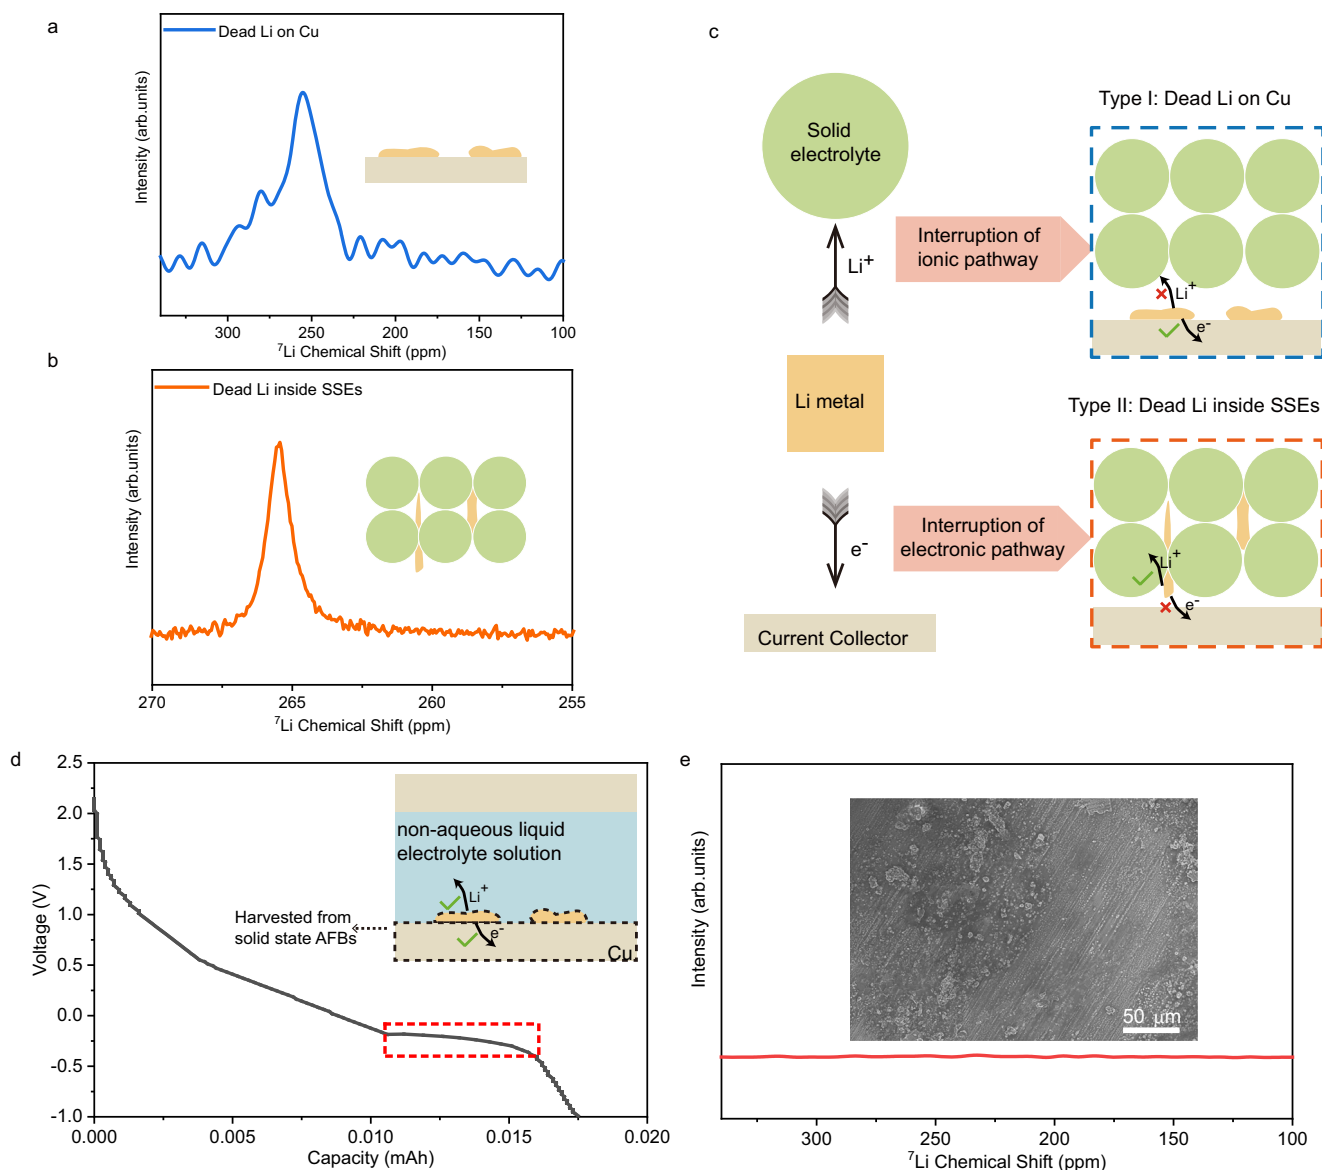 a
Dead Li on Cu
Intensity (arb.units)
300 250 200 150 100
⁷Li Chemical Shift (ppm)
b
Dead Li inside SSEs
Intensity (arb.units)
270 265 260 255
⁷Li Chemical Shift (ppm)
c
Solid
electrolyte
Li⁺
Li metal
e⁻
Current Collector
Interruption of
ionic pathway
Interruption of
electronic pathway
Type I: Dead Li on Cu
Li⁺
e⁻
Type II: Dead Li inside SSEs
Li⁺
e⁻
d
Voltage (V)
2.5
2.0
1.5
1.0
0.5
0.0
-0.5
-1.0
0.000 0.005 0.010 0.015 0.020
Capacity (mAh)
non-aqueous liquid
electrolyte solution
Li⁺
e⁻
Cu
Harvested from
solid state AFBs
e
Intensity (arb.units)
50 μm
300 250 200 150 100
⁷Li Chemical Shift (ppm)